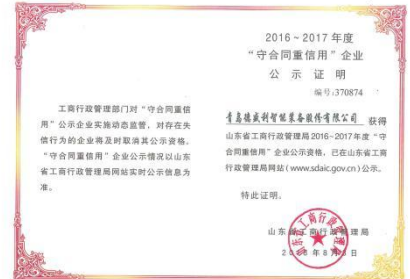 工商行政管理部门对“守合同重信
用”公示企业实施动态监管，对存在失
信行为的企业将及时取消其公示资格。
“守合同重信用”企业公示情况以山东
省工商行政管理局网站实时公示信息为
准。
2016～2017年度
“守合同重信用”企业
公示证明
编号:370874
青岛德盛利智能装备股份有限公司 获得
山东省工商行政管理局2016-2017年度“守
合同重信用”企业公示资格，已在山东省工商
行政管理局网站(www.sdaic.gov.cn)公示。
特此证明。
山东省工商行政管理局